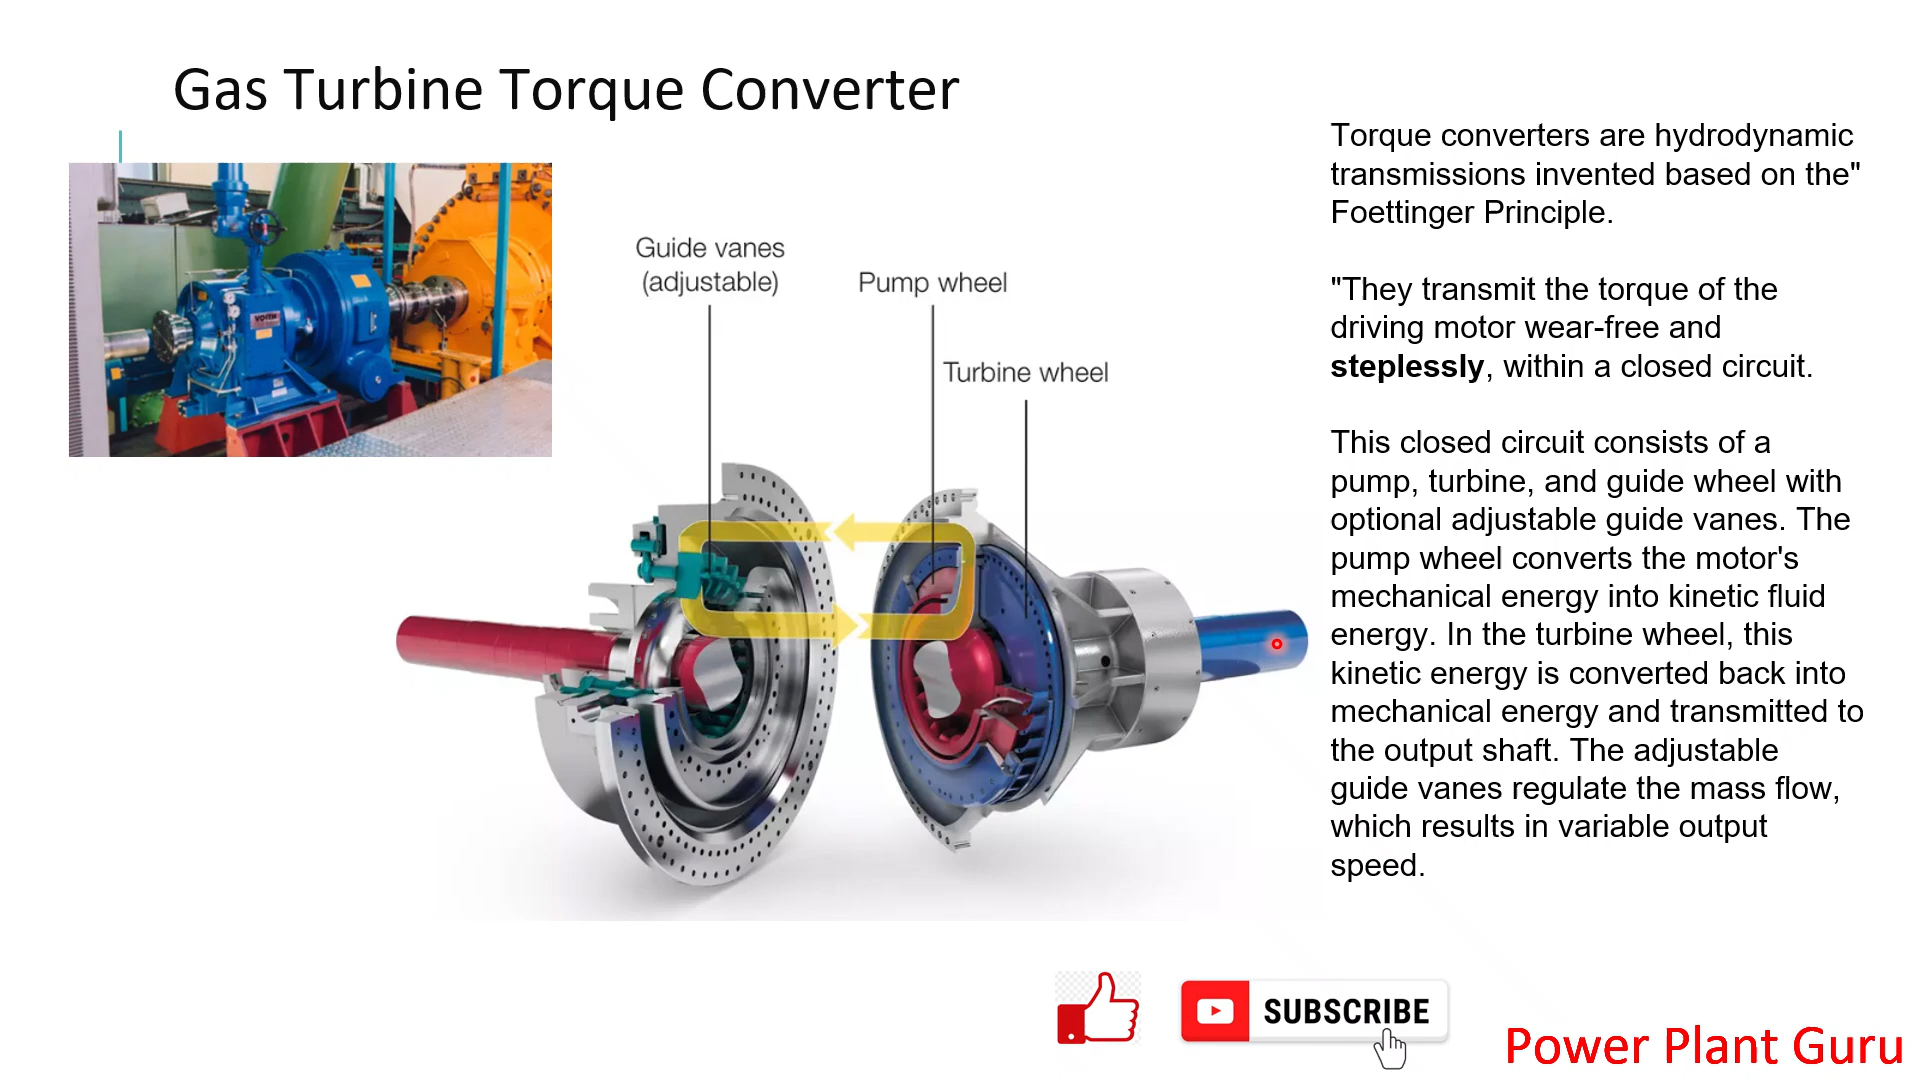 Gas Turbine Torque Converter
VOITH
Guide vanes
(adjustable)
Pump wheel
Turbine wheel
Torque converters are hydrodynamic
transmissions invented based on the"
Foettinger Principle.
"They transmit the torque of the
driving motor wear-free and
steplessly, within a closed circuit.
This closed circuit consists of a
pump, turbine, and guide wheel with
optional adjustable guide vanes. The
pump wheel converts the motor's
mechanical energy into kinetic fluid
energy. In the turbine wheel, this
kinetic energy is converted back into
mechanical energy and transmitted to
the output shaft. The adjustable
guide vanes regulate the mass flow,
which results in variable output
speed.
SUBSCRIBE
Power Plant Guru